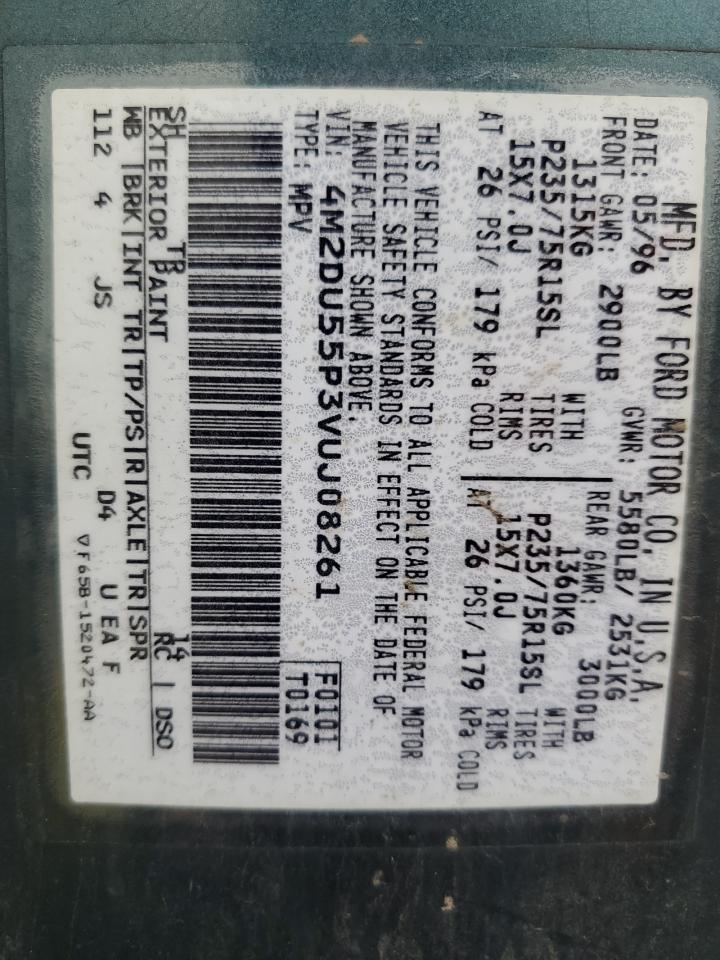 MFD. BY FORD MOTOR CO. IN U.S.A.
DATE: 05/96 GVWR: 5580LB/ 2531KG
FRONT GAWR: 2900LB REAR GAWR: 3000LB
1315KG WITH 1360KG WITH
P235/75R15SL TIRES P235/75R15SL TIRES
15X7.0J RIMS 15X7.0J RIMS
AT 26 PSI/ 179 kPa COLD AT 26 PSI/ 179 kPa COLD
THIS VEHICLE CONFORMS TO ALL APPLICABLE FEDERAL MOTOR
VEHICLE SAFETY STANDARDS IN EFFECT ON THE DATE OF
MANUFACTURE SHOWN ABOVE.
VIN: 4M2DU55P3VUJ08261 F0101
TYPE: MPV T0169
SH TR 14
EXTERIOR PAINT RC DSO
WB BRK INT TR TP/PS R AXLE TR SPR
112 4 JS D4 U EA F
UTC ▽F65B-1520472-AA